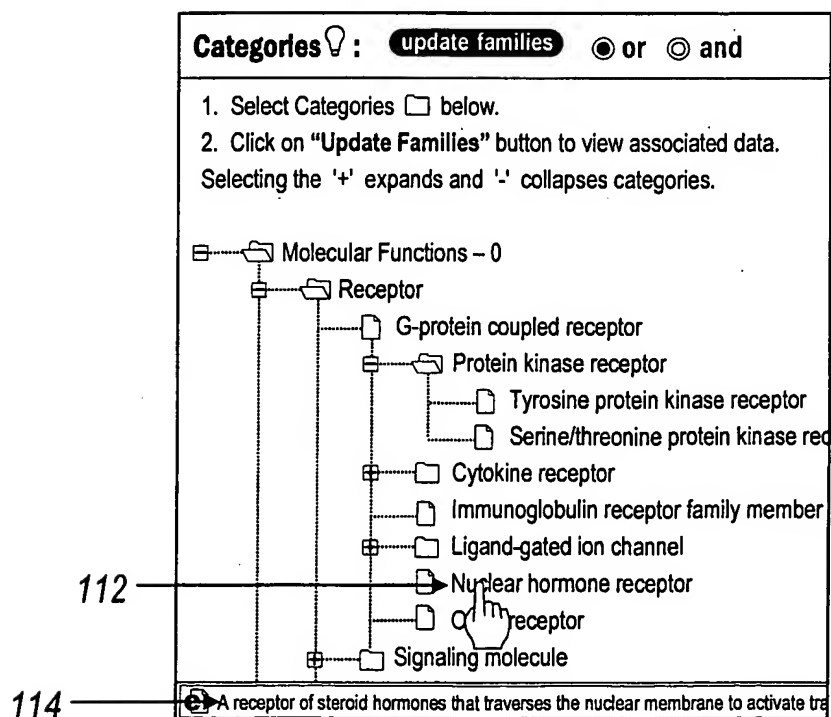 Categories: update families or and
1. Select Categories below.
2. Click on “Update Families” button to view associated data.
Selecting the '+' expands and '-' collapses categories.
Molecular Functions – 0
Receptor
G-protein coupled receptor
Protein kinase receptor
Tyrosine protein kinase receptor
Serine/threonine protein kinase rec
Cytokine receptor
Immunoglobulin receptor family member
Ligand-gated ion channel
112 Nuclear hormone receptor
receptor
Signaling molecule
114 e A receptor of steroid hormones that traverses the nuclear membrane to activate tra